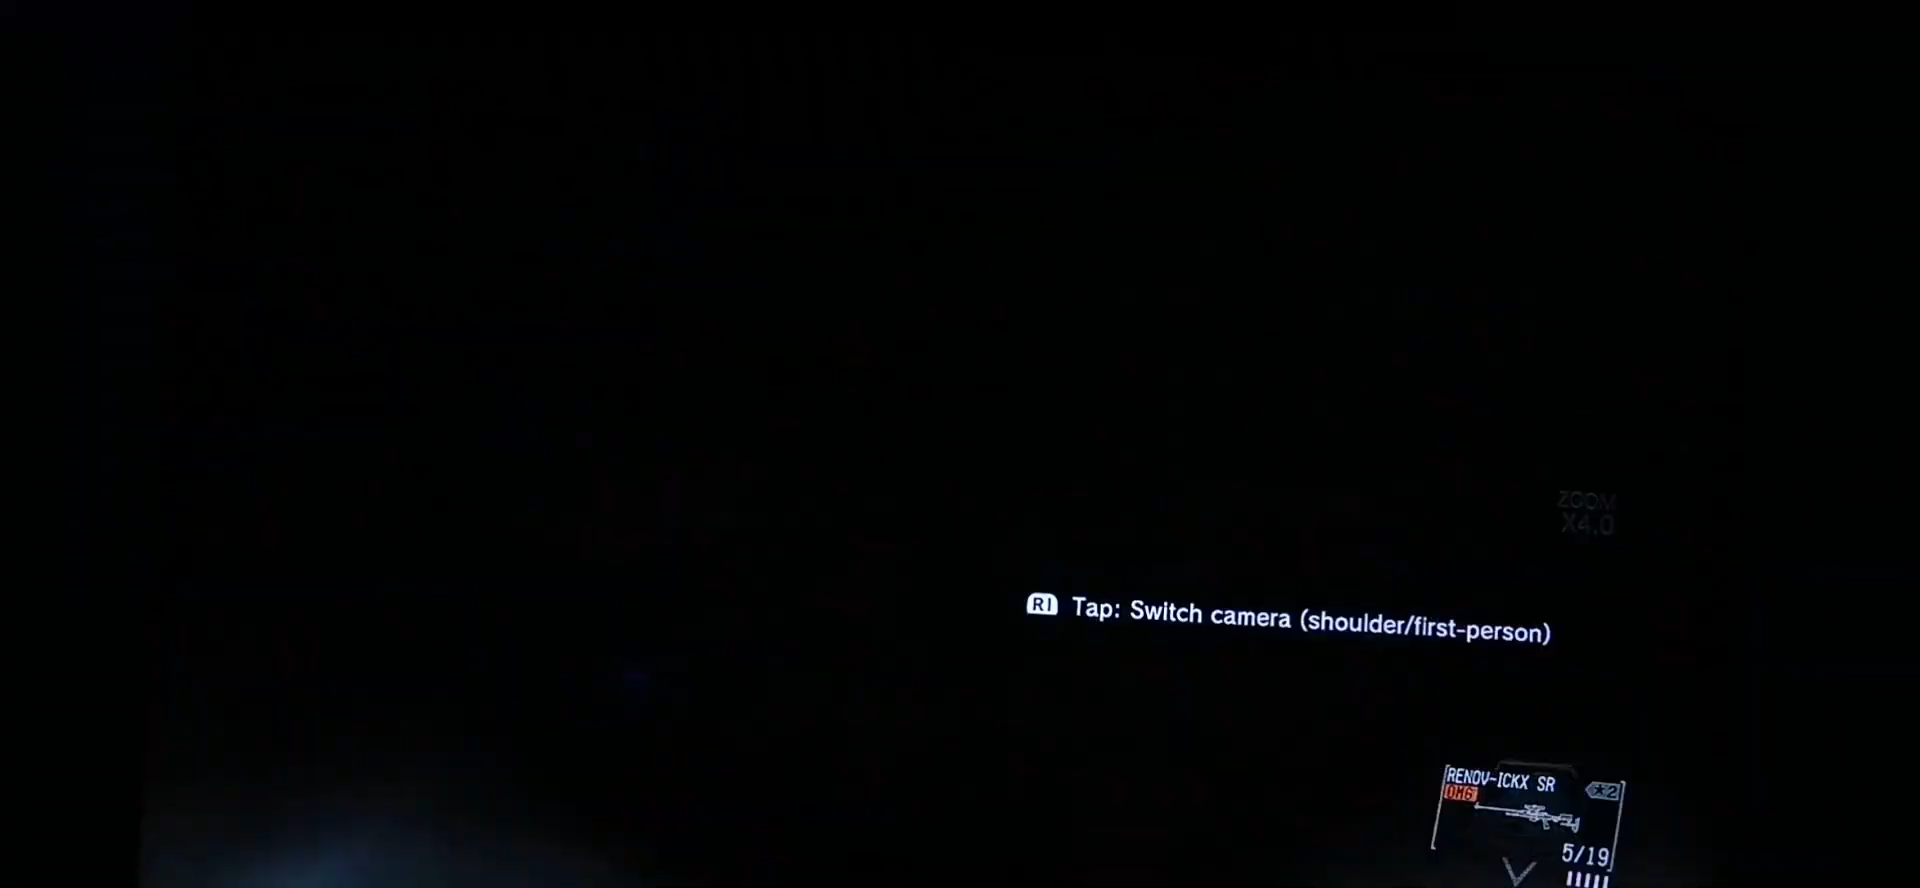 ZOOM
X4.0
R1 Tap: Switch camera (shoulder/first-person)
RENOV-ICKX SR
DMG
★2
5/19